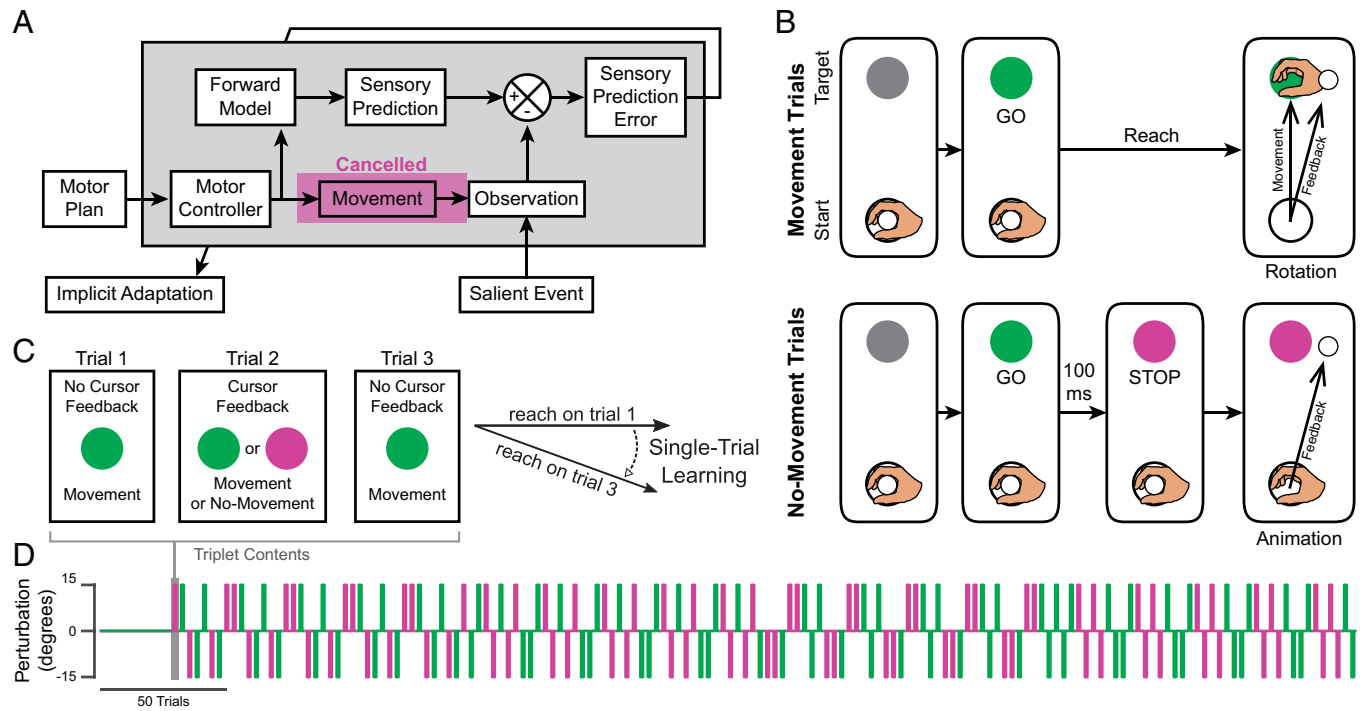 A
Forward
Model
Sensory
Prediction
+
-
Sensory
Prediction
Error
Cancelled
Motor
Plan
Motor
Controller
Movement
Observation
Implicit Adaptation
Salient Event
B
Movement Trials
Target
Start
GO
Reach
Movement
Feedback
Rotation
No-Movement Trials
GO
100
ms
STOP
Feedback
Animation
C
Trial 1
No Cursor
Feedback
Movement
Trial 2
Cursor
Feedback
or
Movement
or No-Movement
Trial 3
No Cursor
Feedback
Movement
reach on trial 1
reach on trial 3
Single-Trial
Learning
Triplet Contents
D
Perturbation
(degrees)
15
0
-15
50 Trials